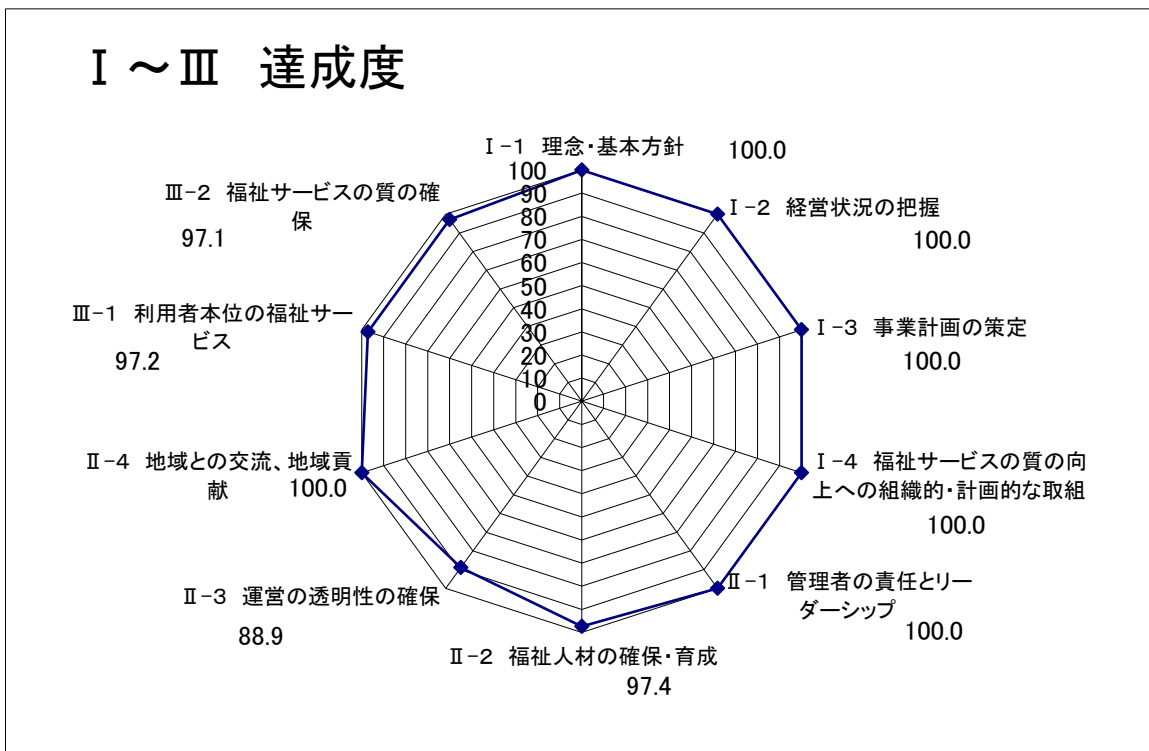 Ⅰ～Ⅲ 達成度
Ⅰ-1 理念・基本方針
100.0
Ⅰ-2 経営状況の把握
100.0
Ⅰ-3 事業計画の策定
100.0
Ⅰ-4 福祉サービスの質の向
上への組織的・計画的な取組
100.0
Ⅱ-1 管理者の責任とリー
ダーシップ
100.0
Ⅱ-2 福祉人材の確保・育成
97.4
Ⅱ-3 運営の透明性の確保
88.9
Ⅱ-4 地域との交流、地域貢
献
100.0
Ⅲ-1 利用者本位の福祉サー
ビス
97.2
Ⅲ-2 福祉サービスの質の確
保
97.1
100
90
80
70
60
50
40
30
20
10
0